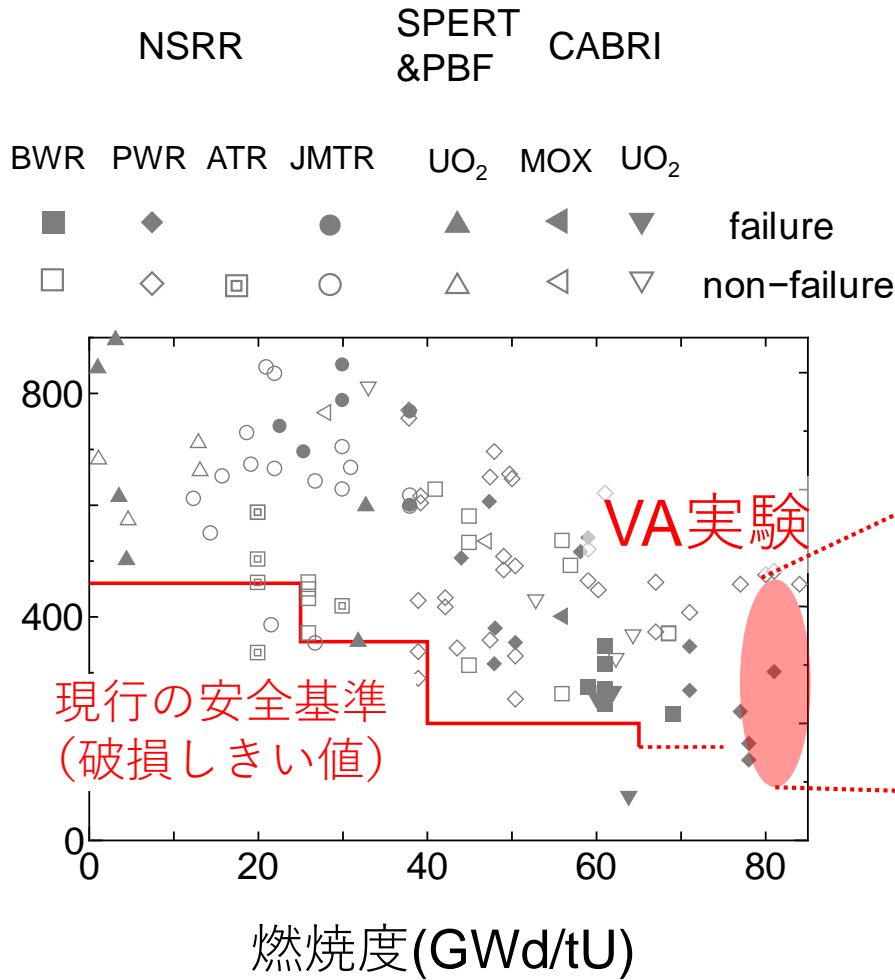 NSRR SPERT &PBF CABRI
BWR PWR ATR JMTR UO₂ MOX UO₂
failure
non−failure
800
VA実験
400
現行の安全基準
（破損しきい値）
0
0 20 40 60 80
燃焼度(GWd/tU)